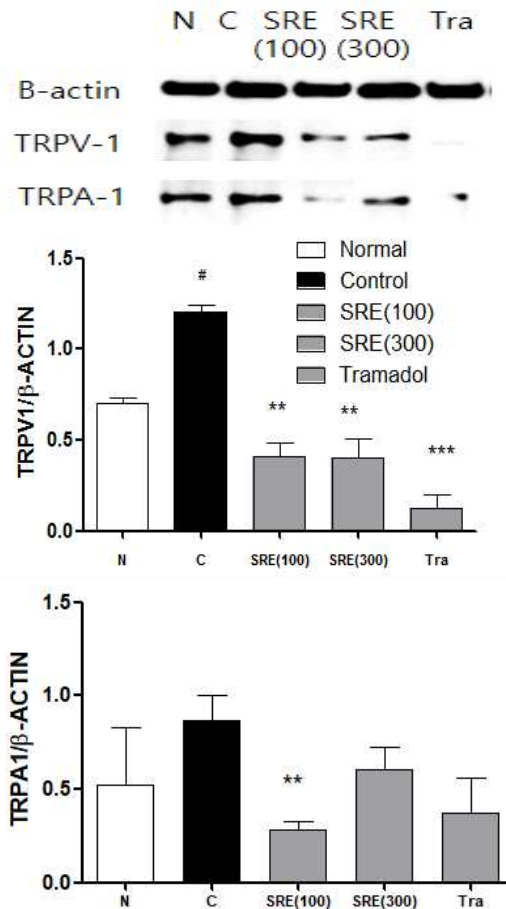 N C SRE SRE Tra
(100) (300)
B-actin
TRPV-1
TRPA-1
1.5
1.0
0.5
0.0
TRPV1/β-ACTIN
#
**
**
***
Normal
Control
SRE(100)
SRE(300)
Tramadol
N C SRE(100) SRE(300) Tra
1.5
1.0
0.5
0.0
TRPA1/β-ACTIN
**
N C SRE(100) SRE(300) Tra